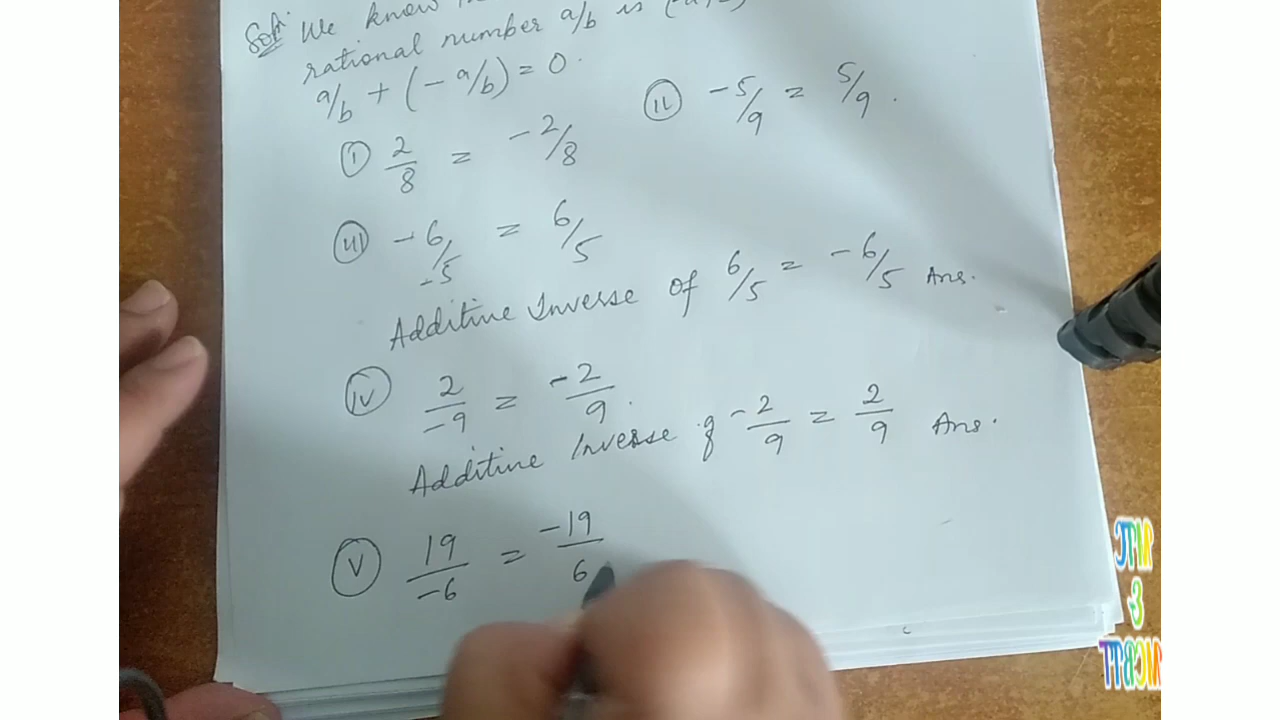 Solⁿ. We know
rational number a/b is
a/b + (- a/b) = 0.
(i) 2/8 = -2/8
(ii) -5/9 = 5/9.
(iii) -6/-5 = 6/5
Additive Inverse of 6/5 = -6/5 Ans.
(iv) 2/-9 = -2/9.
Additive Inverse of -2/9 = 2/9 Ans.
(v) 19/-6 = -19/6